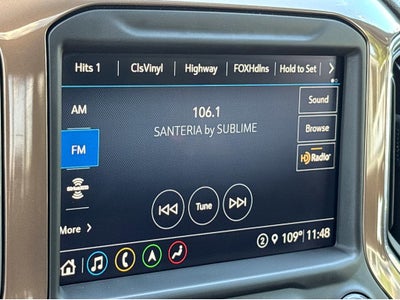 Hits 1 ClsVinyl Highway FOXHdlns Hold to Set
AM
106.1
Sound
SANTERIA by SUBLIME
Browse
FM
HD Radio
Tune
More
2 109° 11:48